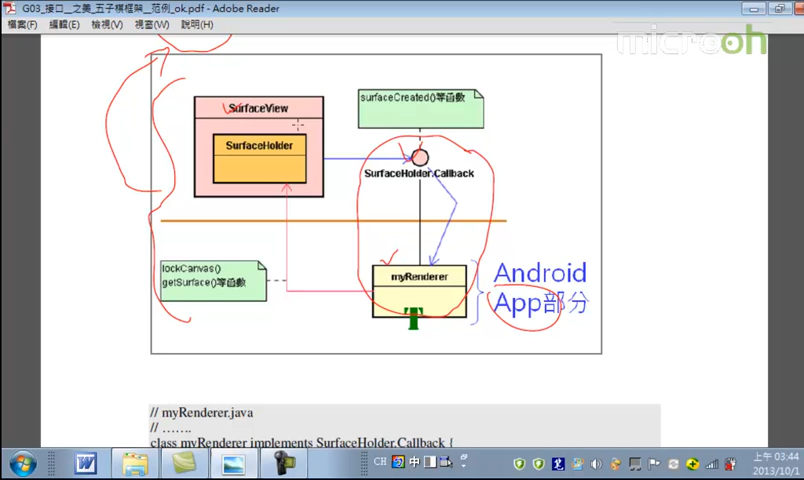 G03_接口__之美_五子棋框架__范例_ok.pdf - Adobe Reader
檔案(F) 編輯(E) 檢視(V) 視窗(W) 說明(H)
microoh
SurfaceView
surfaceCreated()等函數
SurfaceHolder
SurfaceHolder.Callback
lockCanvas()
getSurface()等函數
myRenderer
T
Android
App部分
// myRenderer.java
// …….
class myRenderer implements SurfaceHolder.Callback {
CH 中
上午 03:44
2013/10/1